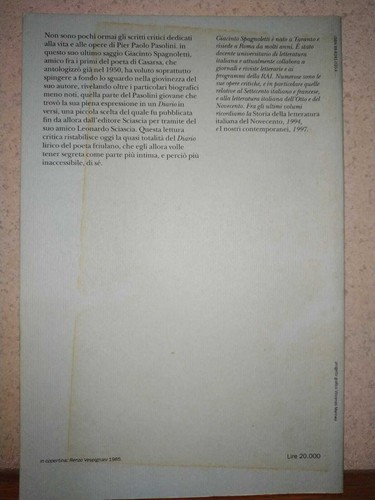 Non sono pochi ormai gli scritti critici dedicati
alla vita e alle opere di Pier Paolo Pasolini. in
questo suo ultimo saggio Giacinto Spagnoletti,
amico fra i primi del poeta di Casarsa, che
antologizzò già nel 1950, ha voluto soprattutto
spingere a fondo lo sguardo nella giovinezza del
suo autore, rivelando oltre i particolari biografici
meno noti, quella parte del Pasolini giovane che
trovò la sua piena espressione in un Diario in
versi, una piccola scelta del quale fu pubblicata
fin da allora dall'editore Sciascia per tramite del
suo amico Leonardo Sciascia. Questa lettura
critica ristabilisce oggi la quasi totalità del Diario
lirico del poeta friulano, che egli allora volle
tener segreta come parte più intima, e perciò più
inaccessibile, di sé.
Giacinto Spagnoletti è nato a Taranto e
risiede a Roma da molti anni. È stato
docente universitario di letteratura
italiana e attualmente collabora a
giornali e riviste letterarie e ai
programmi della RAI. Numerose sono le
sue opere critiche, e in particolare quelle
relative al Settecento italiano e francese,
e alla letteratura italiana dell'Otto e del
Novecento. Fra gli ultimi volumi
ricordiamo la Storia della letteratura
italiana del Novecento, 1994,
e I nostri contemporanei, 1997.
in copertina: Renzo Vespignani 1985
Lire 20.000